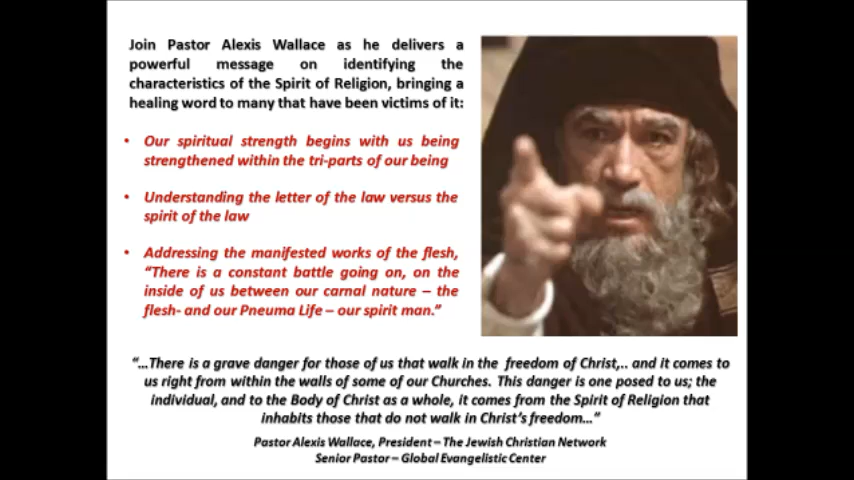 Join Pastor Alexis Wallace as he delivers a
powerful message on identifying the
characteristics of the Spirit of Religion, bringing a
healing word to many that have been victims of it:
• Our spiritual strength begins with us being
strengthened within the tri-parts of our being
• Understanding the letter of the law versus the
spirit of the law
• Addressing the manifested works of the flesh,
“There is a constant battle going on, on the
inside of us between our carnal nature – the
flesh- and our Pneuma Life – our spirit man.”
“…There is a grave danger for those of us that walk in the freedom of Christ,.. and it comes to
us right from within the walls of some of our Churches. This danger is one posed to us; the
individual, and to the Body of Christ as a whole, it comes from the Spirit of Religion that
inhabits those that do not walk in Christ’s freedom…”
Pastor Alexis Wallace, President – The Jewish Christian Network
Senior Pastor – Global Evangelistic Center